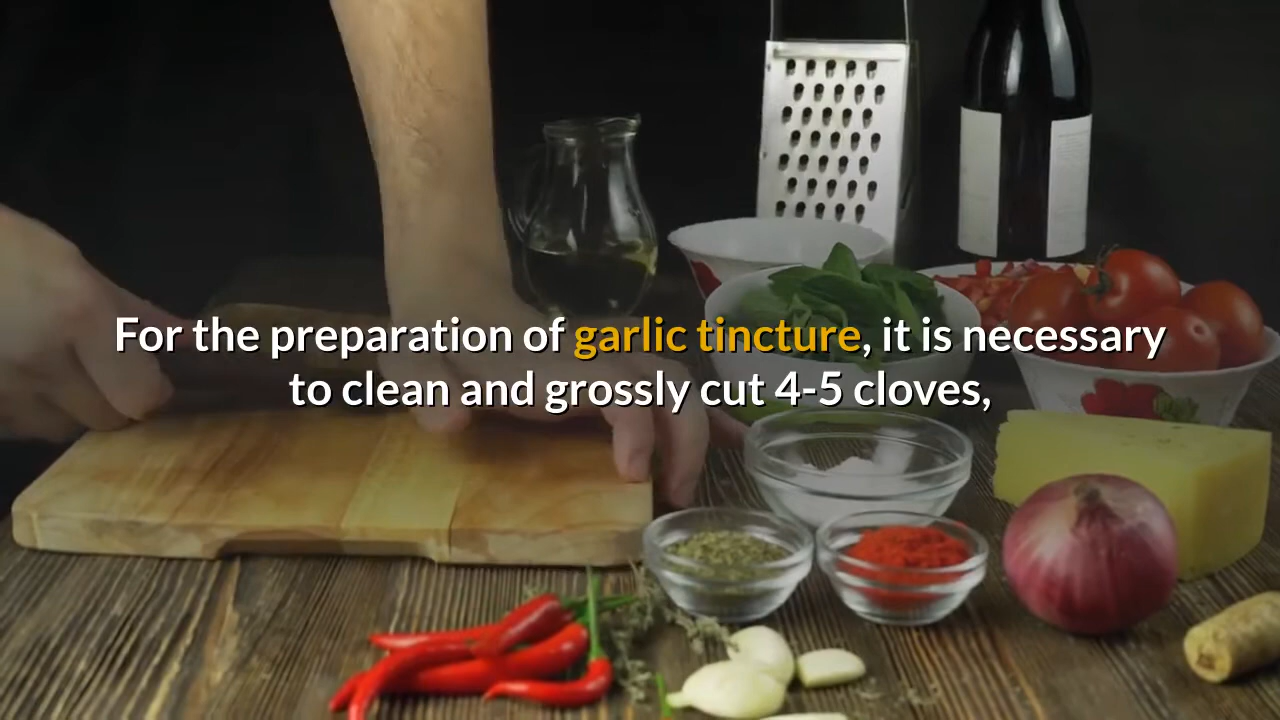 For the preparation of garlic tincture, it is necessary
to clean and grossly cut 4-5 cloves,